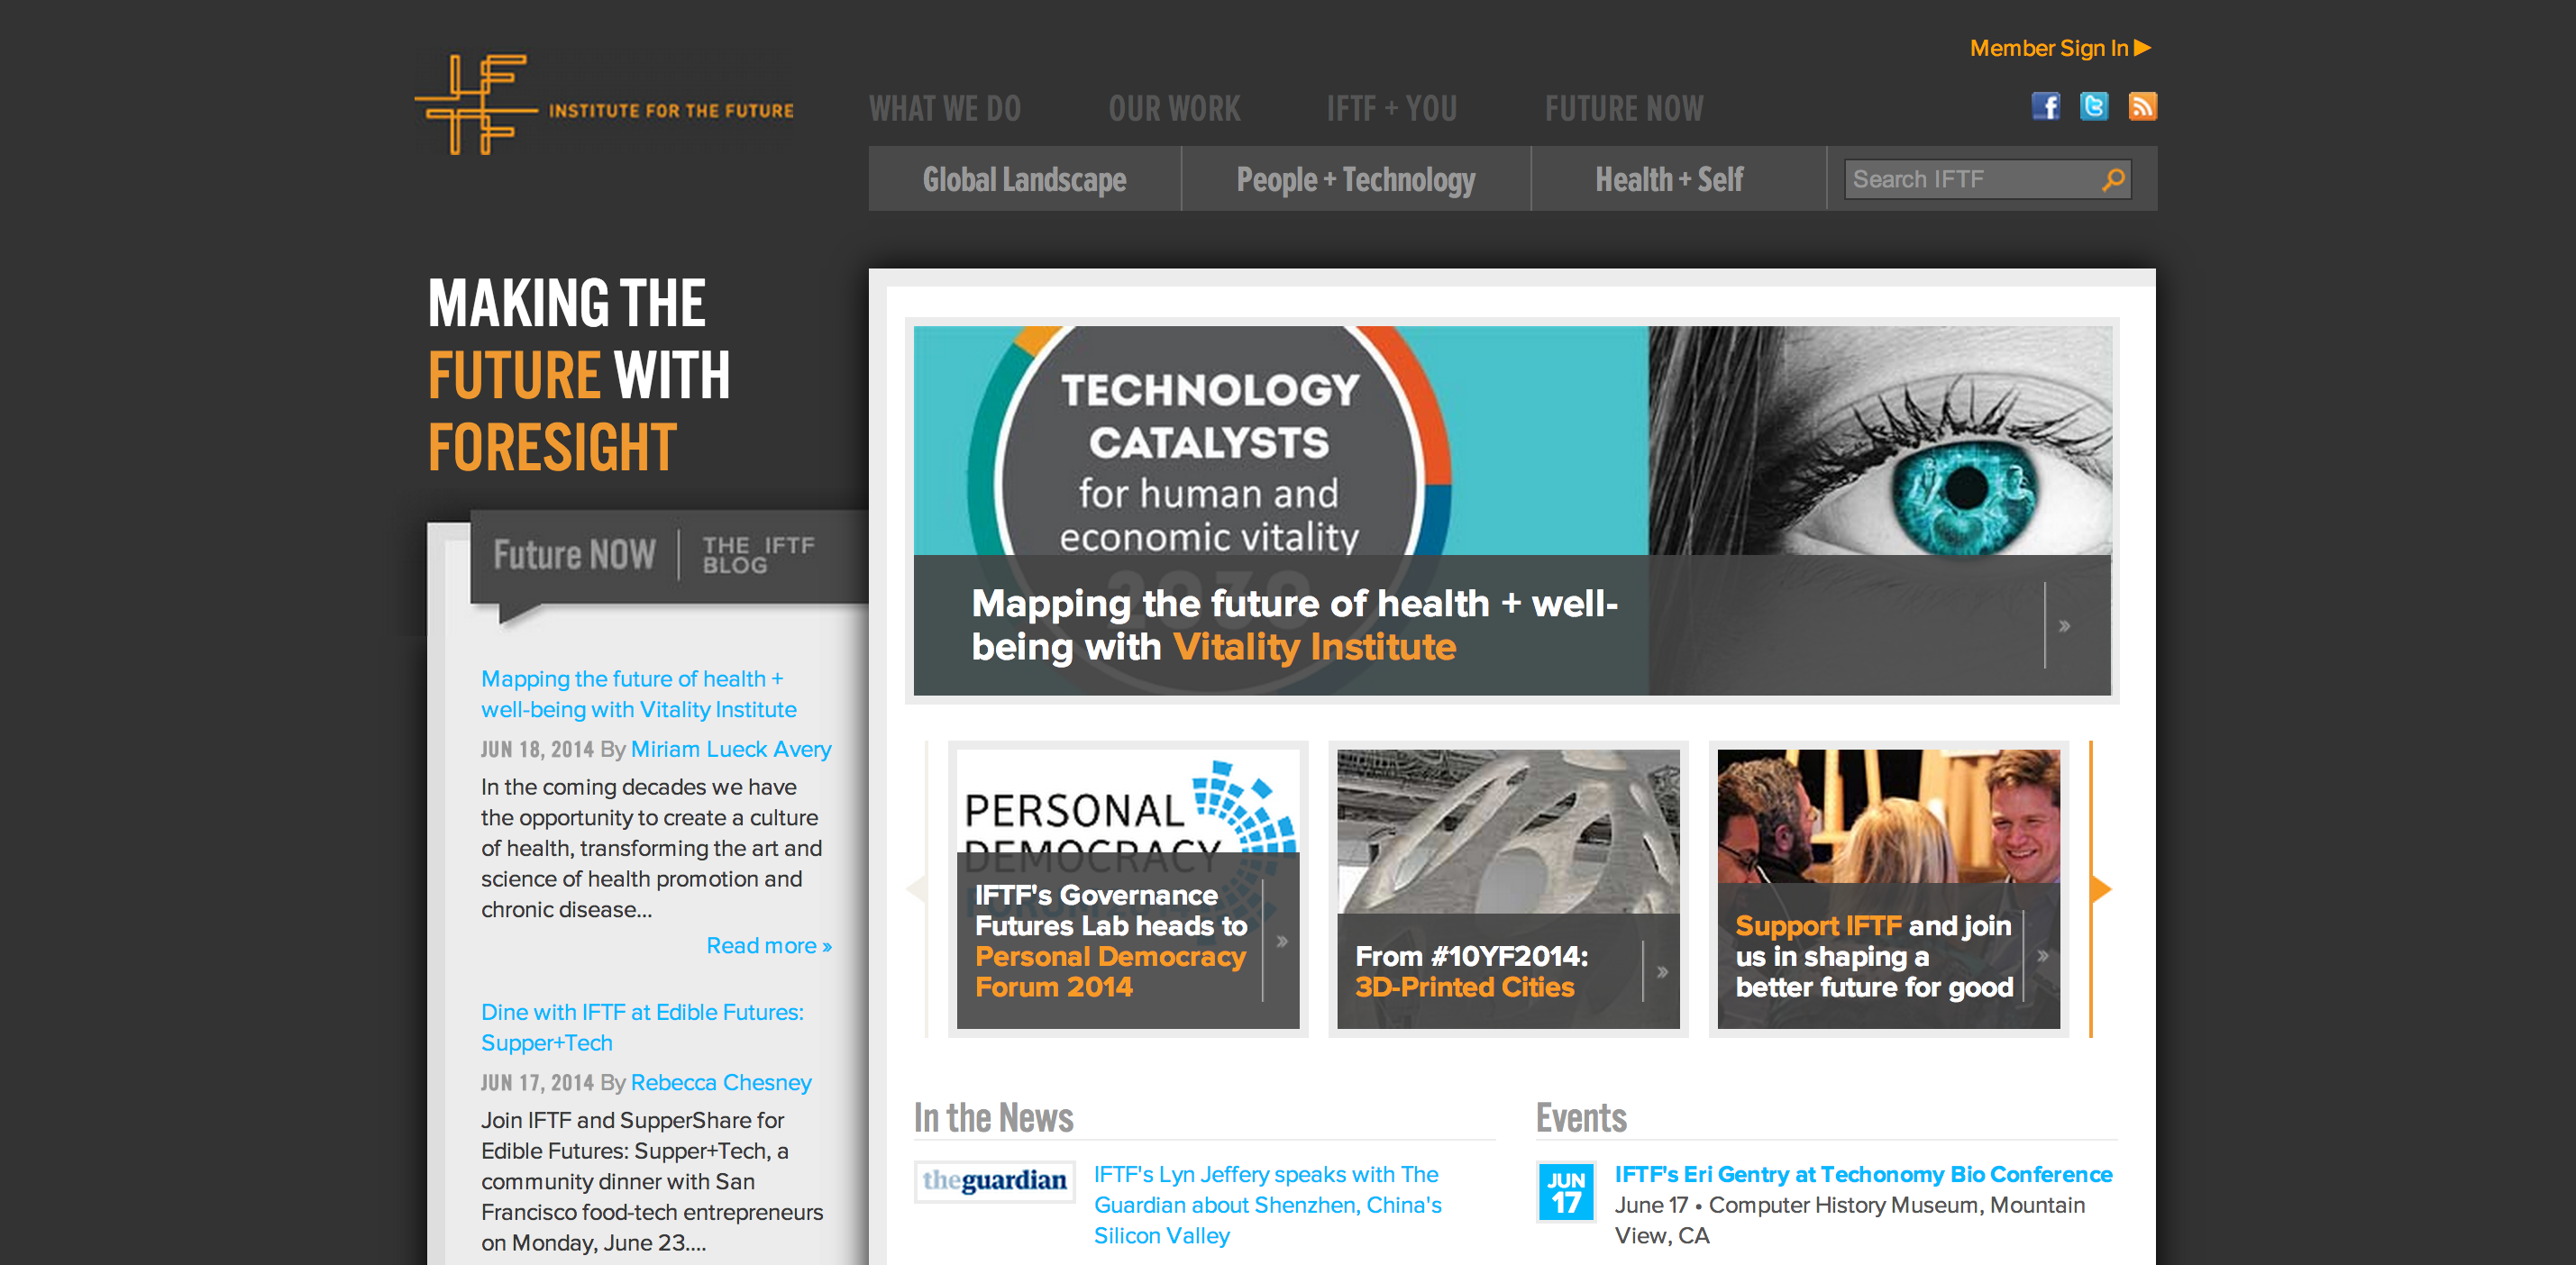 INSTITUTE FOR THE FUTURE
Member Sign In
WHAT WE DO
OUR WORK
IFTF + YOU
FUTURE NOW
Global Landscape
People + Technology
Health + Self
Search IFTF
MAKING THE
FUTURE WITH
FORESIGHT
Future NOW
THE IFTF
BLOG
Mapping the future of health +
well-being with Vitality Institute
JUN 18, 2014 By Miriam Lueck Avery
In the coming decades we have
the opportunity to create a culture
of health, transforming the art and
science of health promotion and
chronic disease...
Read more »
Dine with IFTF at Edible Futures:
Supper+Tech
JUN 17, 2014 By Rebecca Chesney
Join IFTF and SupperShare for
Edible Futures: Supper+Tech, a
community dinner with San
Francisco food-tech entrepreneurs
on Monday, June 23....
TECHNOLOGY
CATALYSTS
for human and
economic vitality
2030
Mapping the future of health + well-
being with Vitality Institute
»
PERSONAL
DEMOCRACY
IFTF's Governance
Futures Lab heads to
Personal Democracy
Forum 2014
»
From #10YF2014:
3D-Printed Cities
»
Support IFTF and join
us in shaping a
better future for good
»
In the News
theguardian
IFTF's Lyn Jeffery speaks with The
Guardian about Shenzhen, China's
Silicon Valley
Events
JUN
17
IFTF's Eri Gentry at Techonomy Bio Conference
June 17 • Computer History Museum, Mountain
View, CA